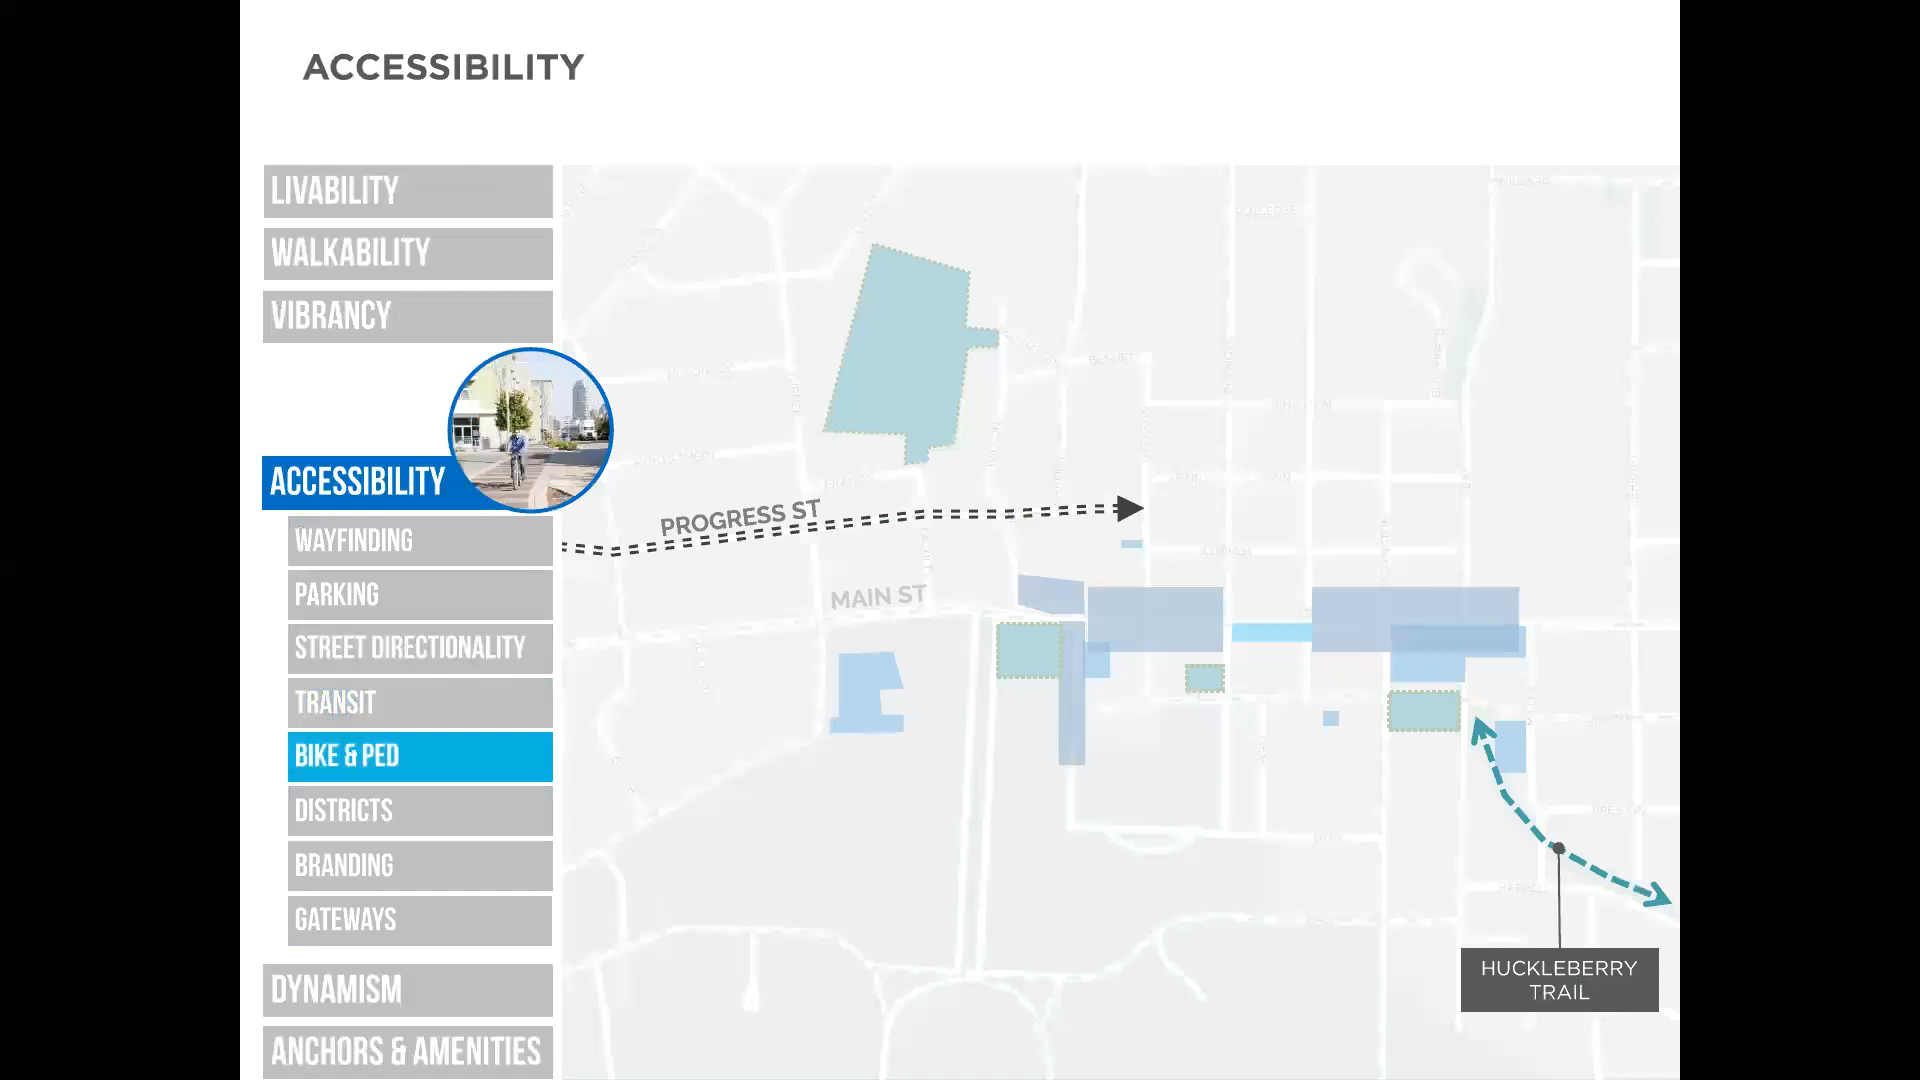 ACCESSIBILITY
LIVABILITY
WALKABILITY
VIBRANCY
ACCESSIBILITY
WAYFINDING
PARKING
STREET DIRECTIONALITY
TRANSIT
BIKE & PED
DISTRICTS
BRANDING
GATEWAYS
DYNAMISM
ANCHORS & AMENITIES
PROGRESS ST
MAIN ST
HUCKLEBERRY
TRAIL